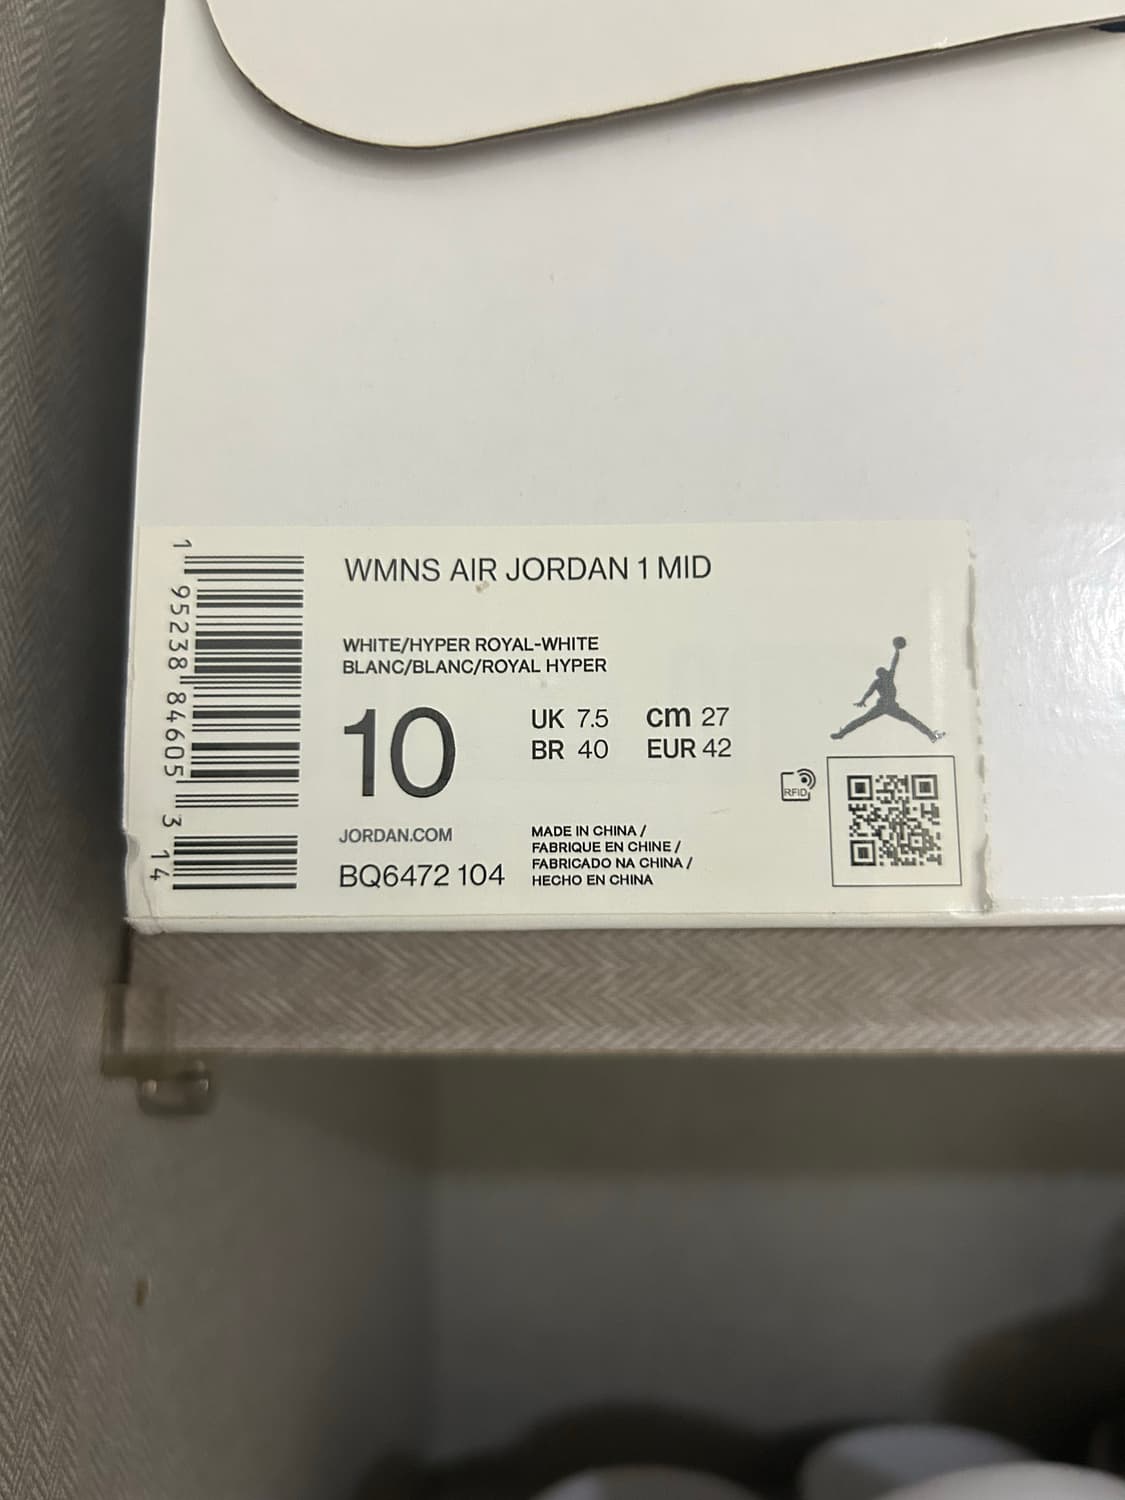 WMNS AIR JORDAN 1 MID
WHITE/HYPER ROYAL-WHITE
BLANC/BLANC/ROYAL HYPER
10
UK 7.5 cm 27
BR 40 EUR 42
RFID
JORDAN.COM
BQ6472 104
MADE IN CHINA /
FABRIQUE EN CHINE /
FABRICADO NA CHINA /
HECHO EN CHINA
1 95238 84605 3 14